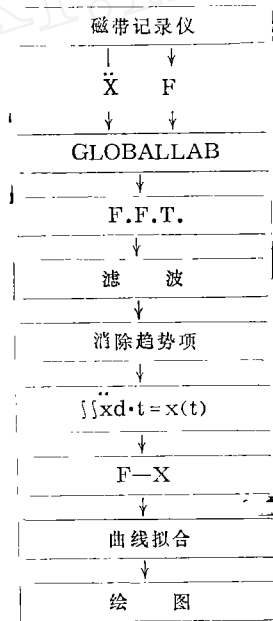 磁带记录仪
Ẍ F
GLOBALLAB
F.F.T.
滤 波
消除趋势项
∫∫ẍd·t=x(t)
F—X
曲线拟合
绘 图